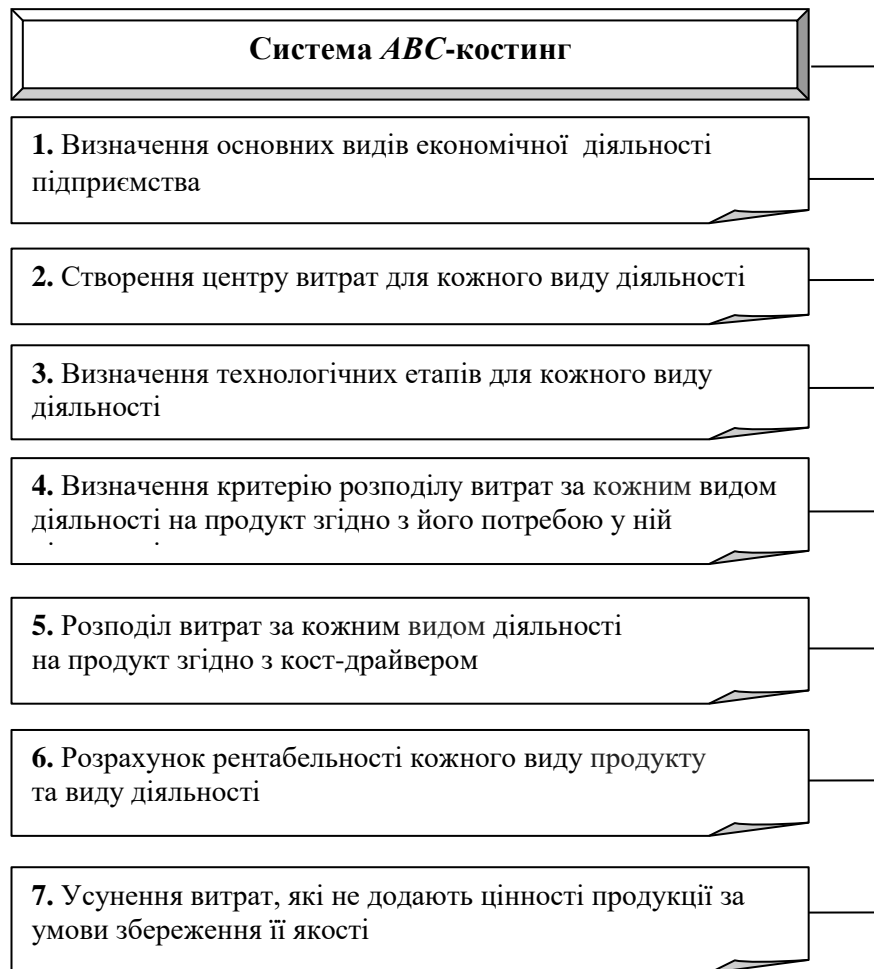 Система ABC-костинг
1. Визначення основних видів економічної діяльності
підприємства
2. Створення центру витрат для кожного виду діяльності
3. Визначення технологічних етапів для кожного виду
діяльності
4. Визначення критерію розподілу витрат за кожним видом
діяльності на продукт згідно з його потребою у ній
5. Розподіл витрат за кожним видом діяльності
на продукт згідно з кост-драйвером
6. Розрахунок рентабельності кожного виду продукту
та виду діяльності
7. Усунення витрат, які не додають цінності продукції за
умови збереження її якості